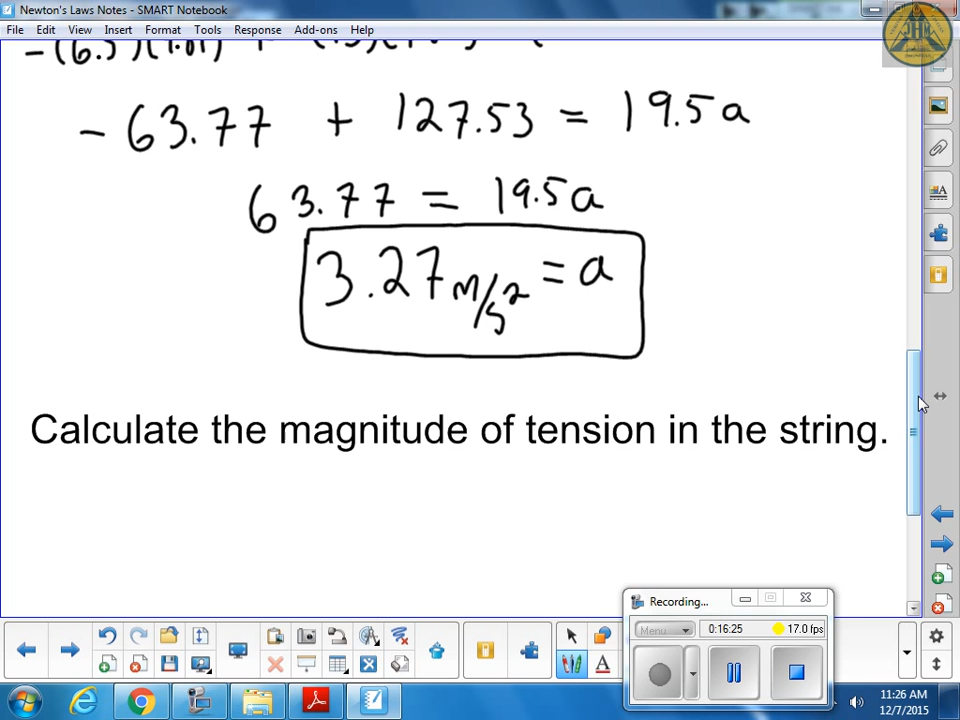 Newton's Laws Notes - SMART Notebook
File Edit View Insert Format Tools Response Add-ons Help
- 63.77 + 127.53 = 19.5a
63.77 = 19.5a
3.27 m/s² = a
Calculate the magnitude of tension in the string.
Recording...
Menu 0:16:25 17.0 fps
11:26 AM
12/7/2015